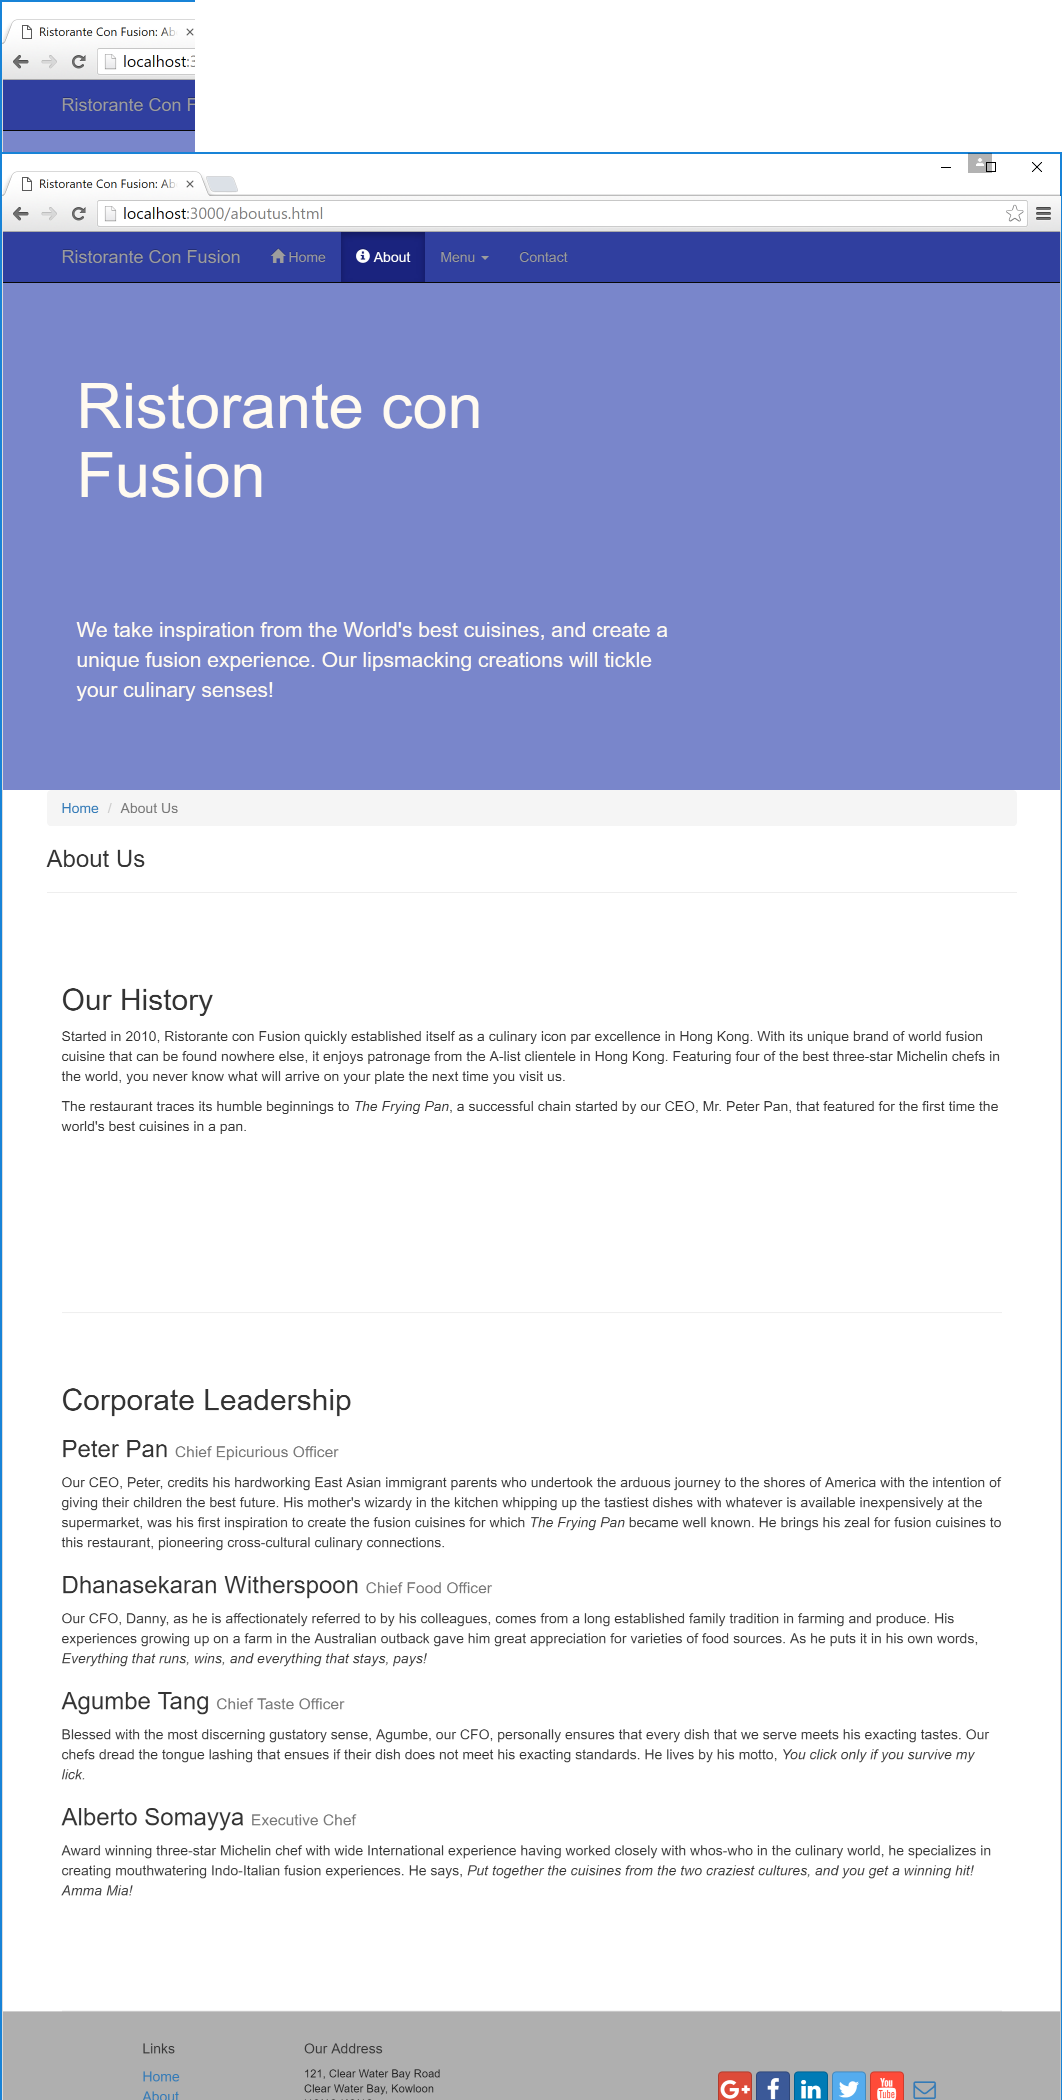 Ristorante Con Fusion: Ab
localhost:3
Ristorante Con F
Ristorante Con Fusion: Ab
localhost:3000/aboutus.html
Ristorante Con Fusion Home About Menu Contact
Ristorante con
Fusion
We take inspiration from the World's best cuisines, and create a
unique fusion experience. Our lipsmacking creations will tickle
your culinary senses!
Home / About Us
About Us
Our History
Started in 2010, Ristorante con Fusion quickly established itself as a culinary icon par excellence in Hong Kong. With its unique brand of world fusion
cuisine that can be found nowhere else, it enjoys patronage from the A-list clientele in Hong Kong. Featuring four of the best three-star Michelin chefs in
the world, you never know what will arrive on your plate the next time you visit us.
The restaurant traces its humble beginnings to The Frying Pan, a successful chain started by our CEO, Mr. Peter Pan, that featured for the first time the
world's best cuisines in a pan.
Corporate Leadership
Peter Pan Chief Epicurious Officer
Our CEO, Peter, credits his hardworking East Asian immigrant parents who undertook the arduous journey to the shores of America with the intention of
giving their children the best future. His mother's wizardy in the kitchen whipping up the tastiest dishes with whatever is available inexpensively at the
supermarket, was his first inspiration to create the fusion cuisines for which The Frying Pan became well known. He brings his zeal for fusion cuisines to
this restaurant, pioneering cross-cultural culinary connections.
Dhanasekaran Witherspoon Chief Food Officer
Our CFO, Danny, as he is affectionately referred to by his colleagues, comes from a long established family tradition in farming and produce. His
experiences growing up on a farm in the Australian outback gave him great appreciation for varieties of food sources. As he puts it in his own words,
Everything that runs, wins, and everything that stays, pays!
Agumbe Tang Chief Taste Officer
Blessed with the most discerning gustatory sense, Agumbe, our CFO, personally ensures that every dish that we serve meets his exacting tastes. Our
chefs dread the tongue lashing that ensues if their dish does not meet his exacting standards. He lives by his motto, You click only if you survive my
lick.
Alberto Somayya Executive Chef
Award winning three-star Michelin chef with wide International experience having worked closely with whos-who in the culinary world, he specializes in
creating mouthwatering Indo-Italian fusion experiences. He says, Put together the cuisines from the two craziest cultures, and you get a winning hit!
Amma Mia!
Links
Home
About
Our Address
121, Clear Water Bay Road
Clear Water Bay, Kowloon
G+ f in You Tube